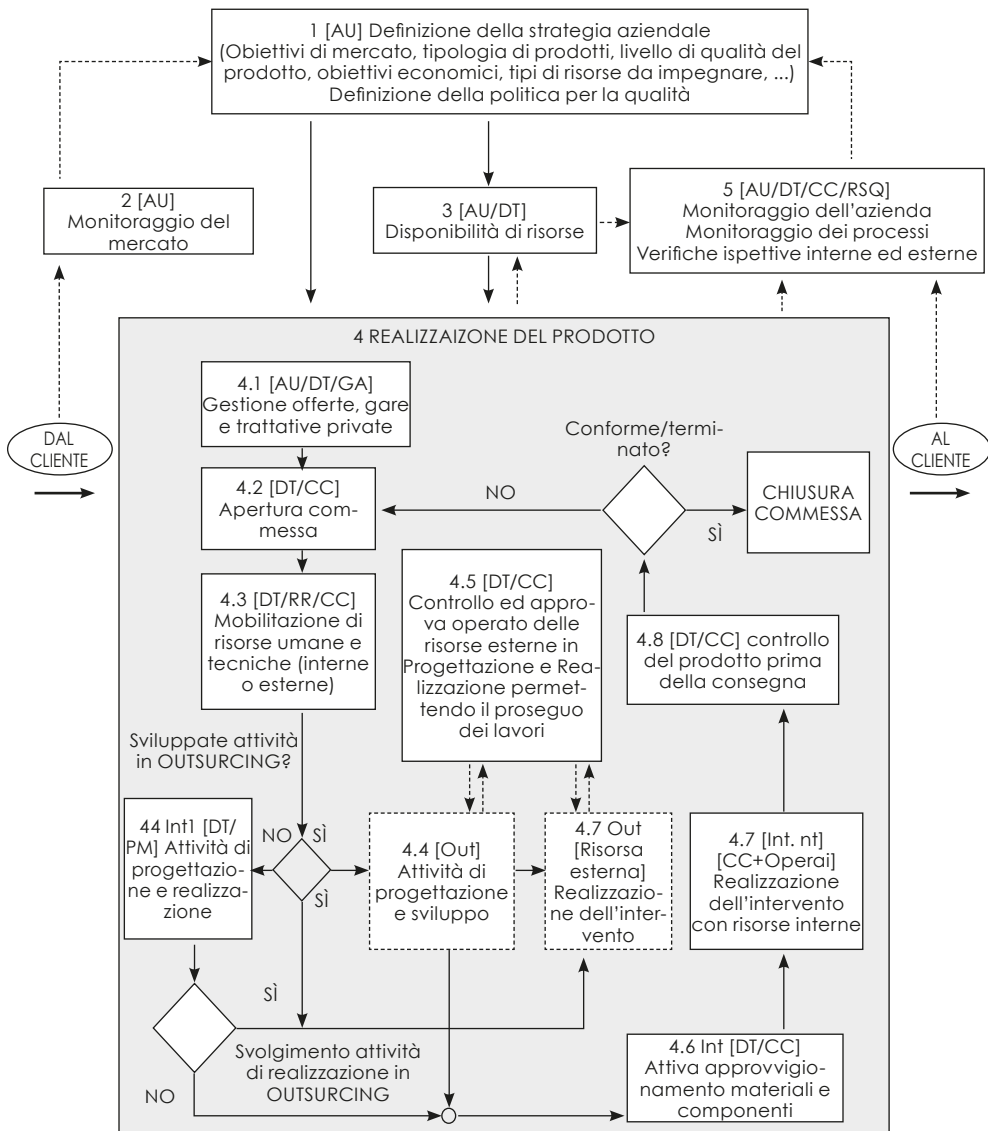 1 [AU] Definizione della strategia aziendale
(Obiettivi di mercato, tipologia di prodotti, livello di qualità del
prodotto, obiettivi economici, tipi di risorse da impegnare, ...)
Definizione della politica per la qualità
2 [AU]
Monitoraggio del
mercato
3 [AU/DT]
Disponibilità di risorse
5 [AU/DT/CC/RSQ]
Monitoraggio dell'azienda
Monitoraggio dei processi
Verifiche ispettive interne ed esterne
4 REALIZZAIZONE DEL PRODOTTO
4.1 [AU/DT/GA]
Gestione offerte, gare
e trattative private
DAL
CLIENTE
Conforme/termi-
nato?
AL
CLIENTE
4.2 [DT/CC]
Apertura com-
messa
NO
SÌ
CHIUSURA
COMMESSA
4.3 [DT/RR/CC]
Mobilitazione di
risorse umane e
tecniche (interne
o esterne)
4.5 [DT/CC]
Controllo ed appro-
va operato delle
risorse esterne in
Progettazione e Rea-
lizzazione permet-
tendo il proseguo
dei lavori
4.8 [DT/CC] controllo
del prodotto prima
della consegna
Sviluppate attività
in OUTSURCING?
44 Int1 [DT/
PM] Attività di
progettazio-
ne e realizza-
zione
NO
SÌ
SÌ
4.4 [Out]
Attività di
progettazione
e sviluppo
4.7 Out
[Risorsa
esterna]
Realizzazio-
ne dell'inter-
vento
4.7 [Int. nt]
[CC+Operai]
Realizzazione
dell'intervento
con risorse interne
SÌ
Svolgimento attività
di realizzazione in
OUTSURCING
NO
4.6 Int [DT/CC]
Attiva approvvigio-
namento materiali e
componenti